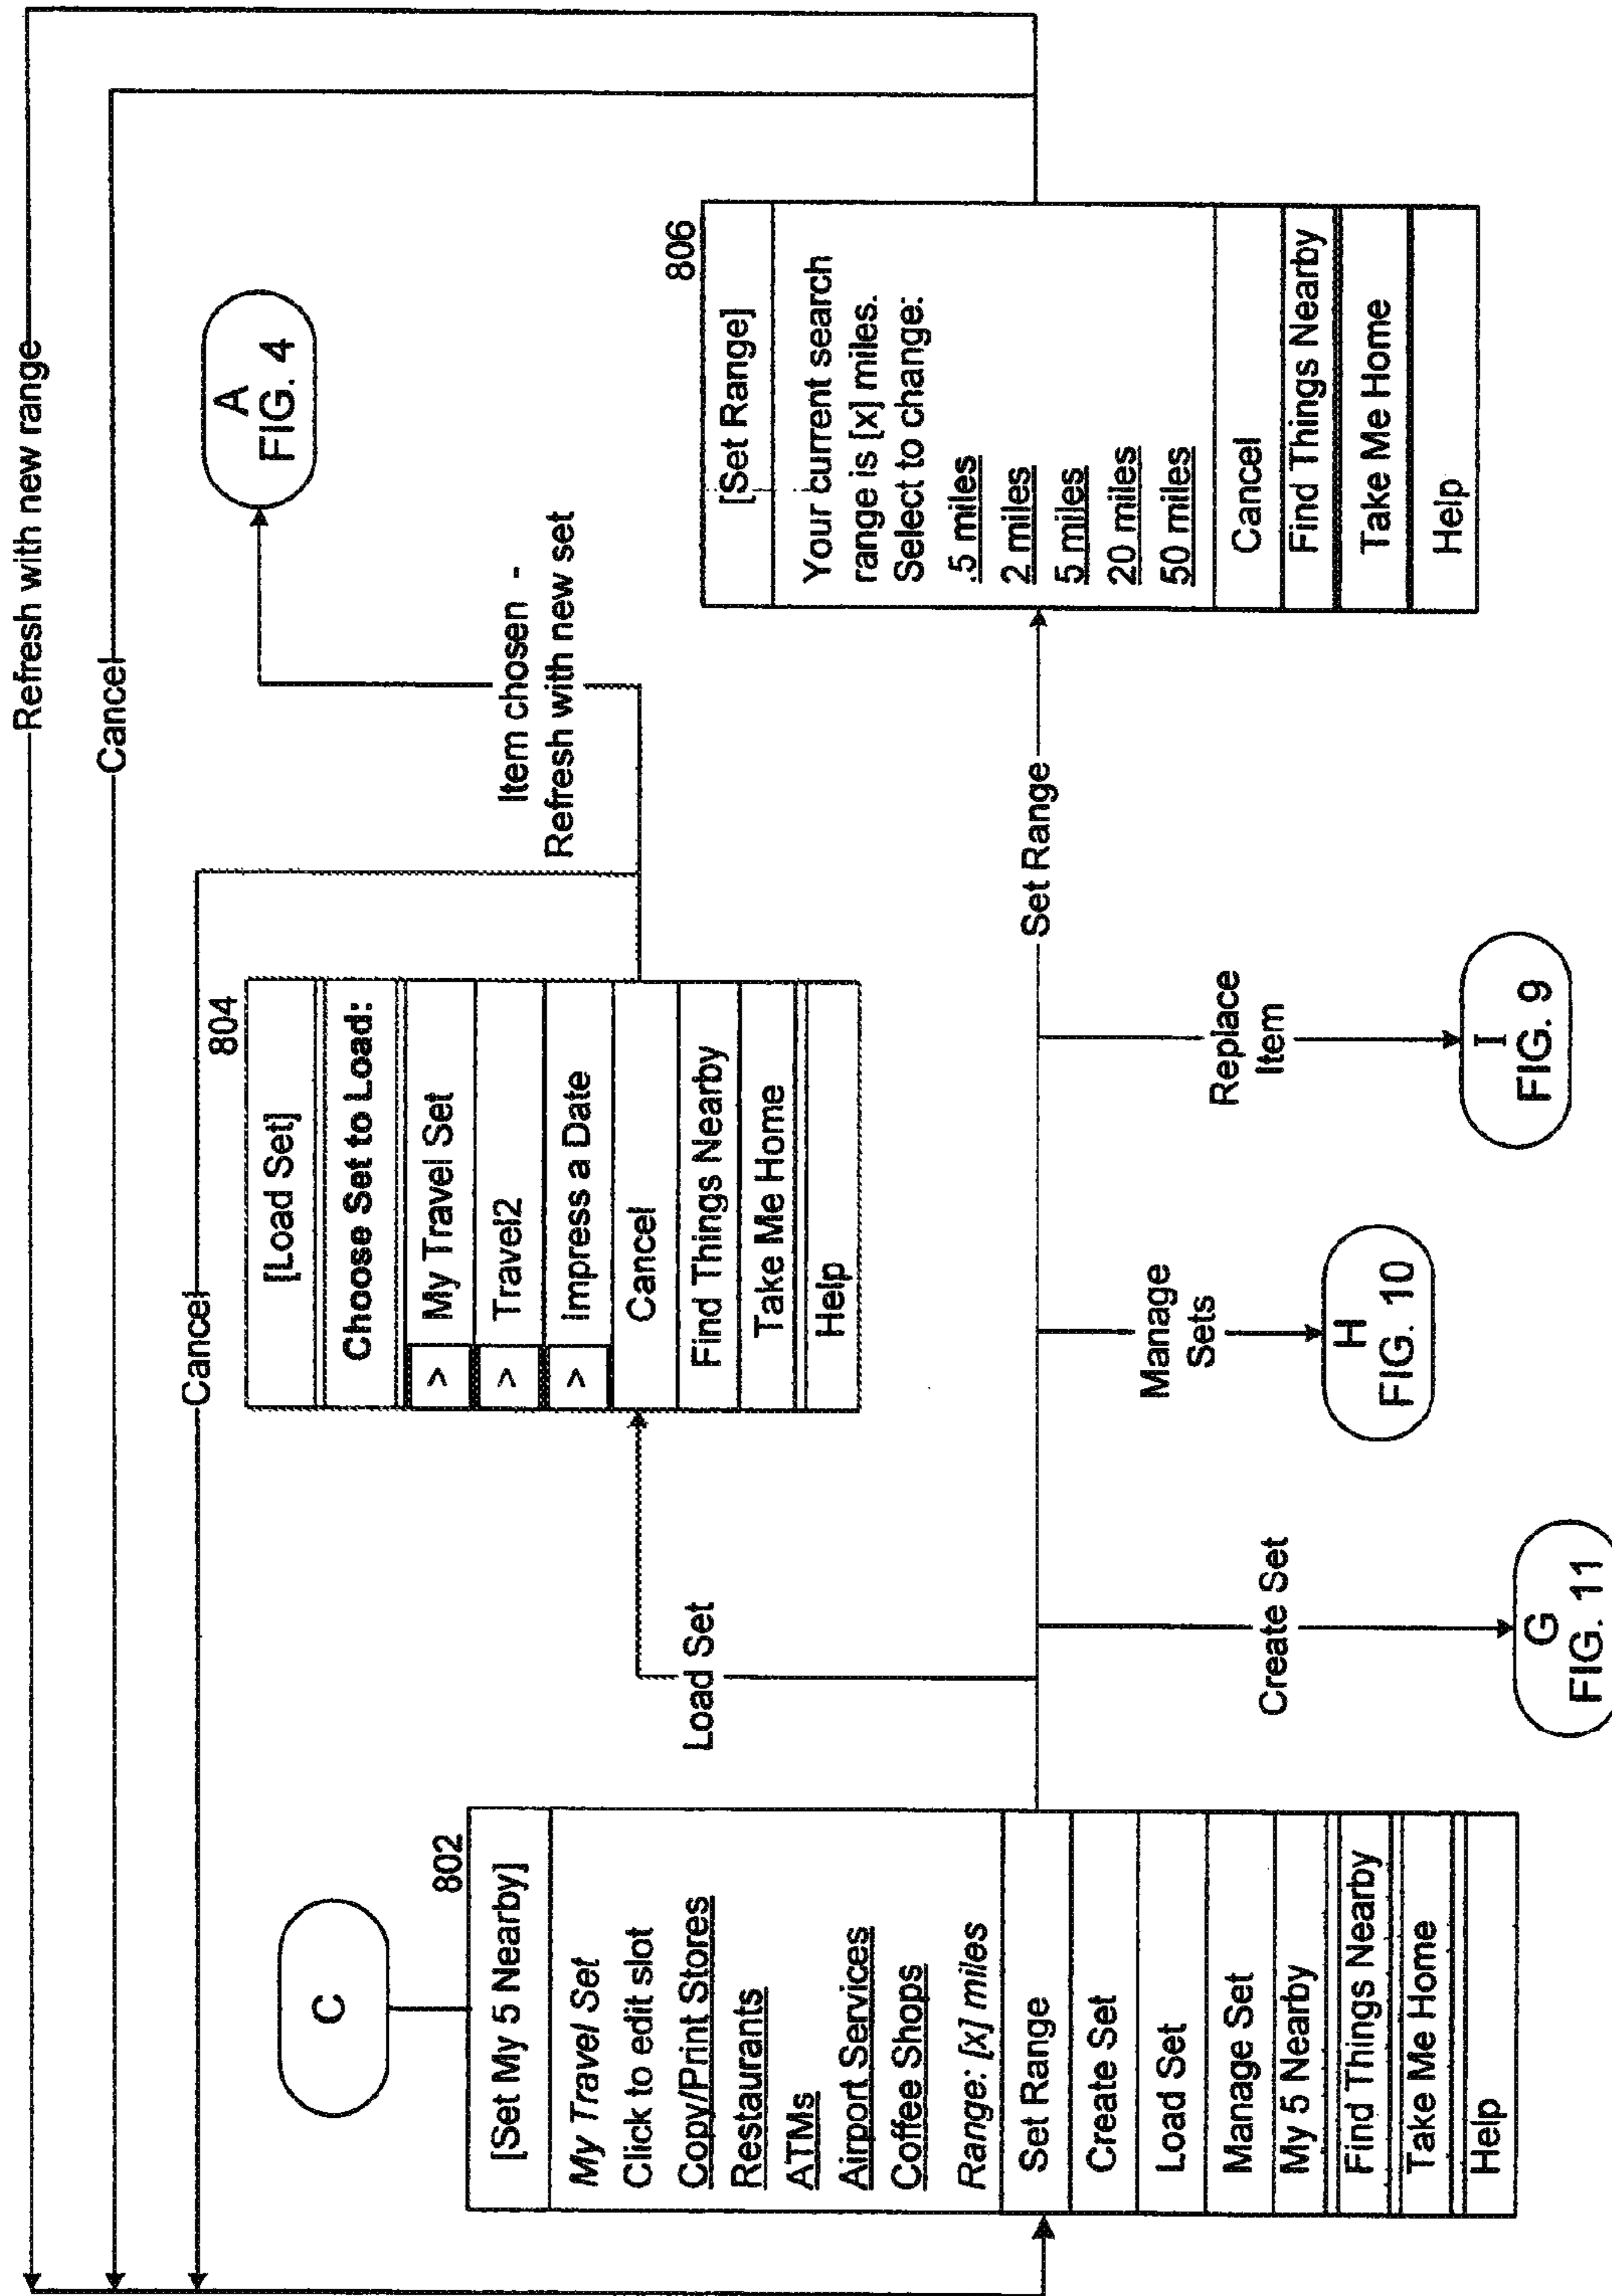 Refresh with new range
Cancel
Cancel
A
FIG. 4
Item chosen -
Refresh with new set
C
802
[Set My 5 Nearby]
My Travel Set
Click to edit slot
Copy/Print Stores
Restaurants
ATMs
Airport Services
Coffee Shops
Range: [x] miles
Set Range
Create Set
Load Set
Manage Set
My 5 Nearby
Find Things Nearby
Take Me Home
Help
Load Set
804
[Load Set]
Choose Set to Load:
> My Travel Set
> Travel2
> Impress a Date
Cancel
Find Things Nearby
Take Me Home
Help
Set Range
806
[Set Range]
Your current search
range is [x] miles.
Select to change:
.5 miles
2 miles
5 miles
20 miles
50 miles
Cancel
Find Things Nearby
Take Me Home
Help
Create Set
G
FIG. 11
Manage
Sets
H
FIG. 10
Replace
Item
I
FIG. 9